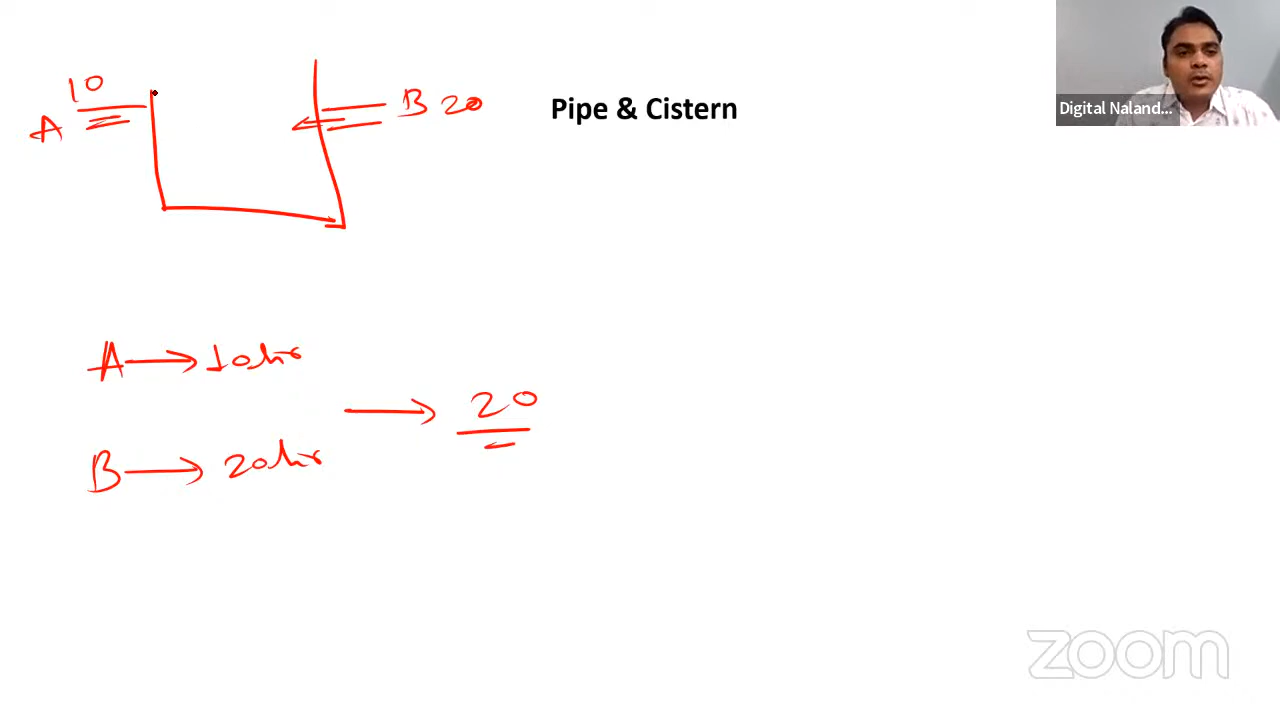 10
A
B 20
Pipe & Cistern
Digital Naland...
A → 10hr
→ 20
B → 20hr
zoom